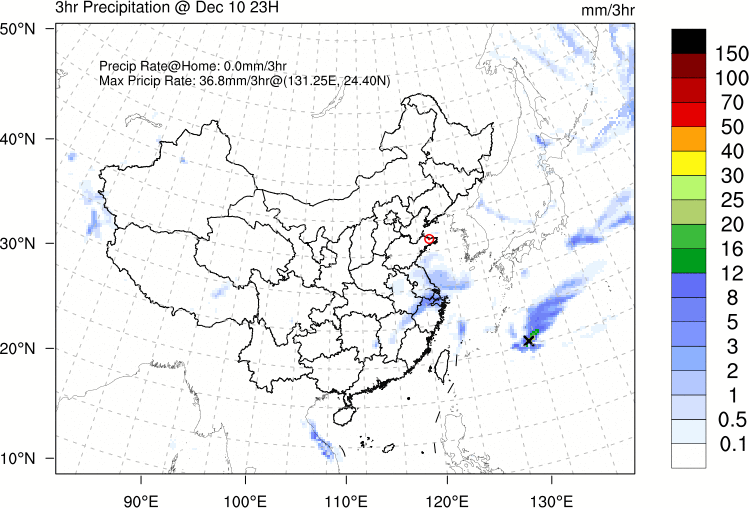 3hr Precipitation @ Dec 10 23H
mm/3hr
Precip Rate@Home: 0.0mm/3hr
Max Pricip Rate: 36.8mm/3hr@(131.25E, 24.40N)
50°N
40°N
30°N
20°N
10°N
90°E
100°E
110°E
120°E
130°E
150
100
70
50
40
30
25
20
16
12
8
5
3
2
1
0.5
0.1